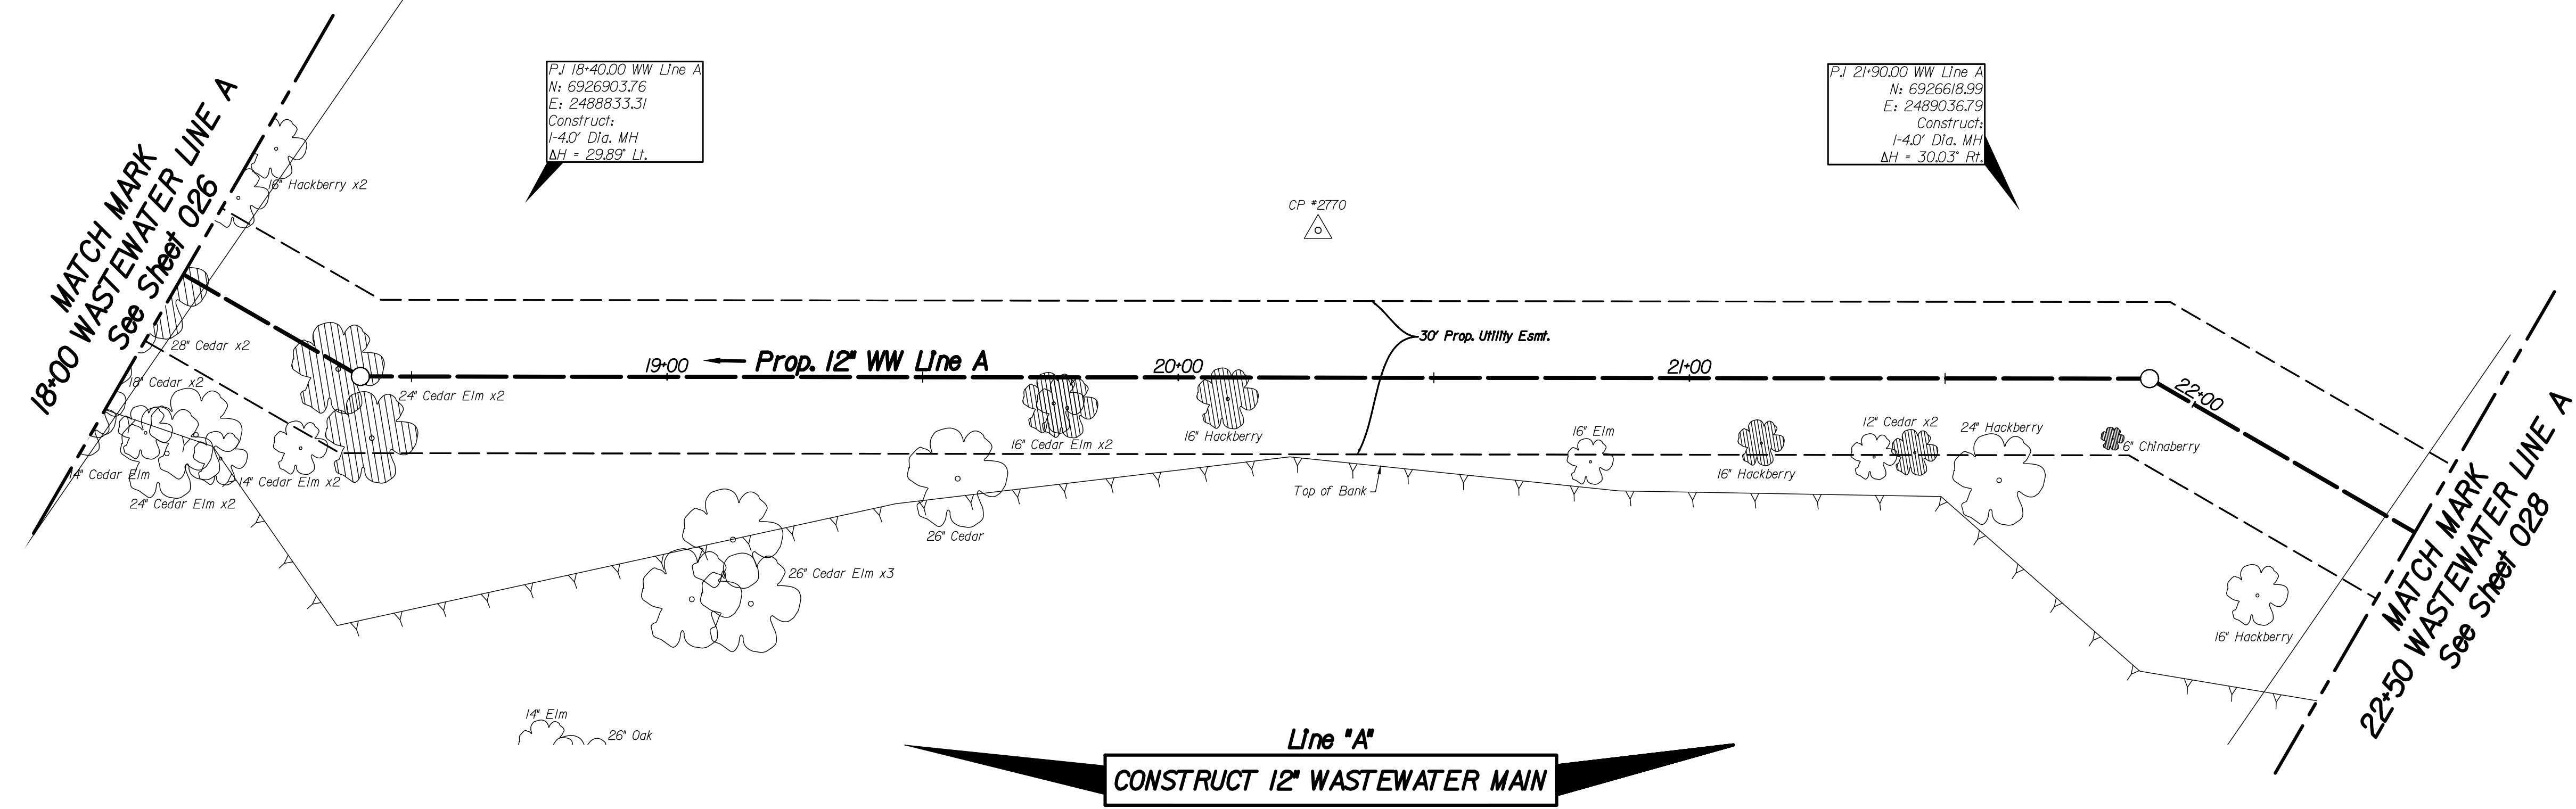 MATCH MARK
18+00 WASTEWATER LINE A
See Sheet 026
P.I 18+40.00 WW Line A
N: 6926903.76
E: 2488833.31
Construct:
1-4.0' Dia. MH
ΔH = 29.89° Lt.
P.I 21+90.00 WW Line A
N: 6926618.99
E: 2489036.79
Construct:
1-4.0' Dia. MH
ΔH = 30.03° Rt.
CP #2770
16" Hackberry x2
30' Prop. Utility Esmt.
28" Cedar x2
19+00
Prop. 12" WW Line A
20+00
21+00
22+00
18" Cedar x2
24" Cedar Elm x2
16" Cedar Elm x2
16" Hackberry
16" Elm
16" Hackberry
12" Cedar x2
24" Hackberry
6" Chinaberry
14" Cedar Elm
14" Cedar Elm x2
24" Cedar Elm x2
Top of Bank
26" Cedar
26" Cedar Elm x3
16" Hackberry
MATCH MARK
22+50 WASTEWATER LINE A
See Sheet 028
14" Elm
26" Oak
Line "A"
CONSTRUCT 12" WASTEWATER MAIN